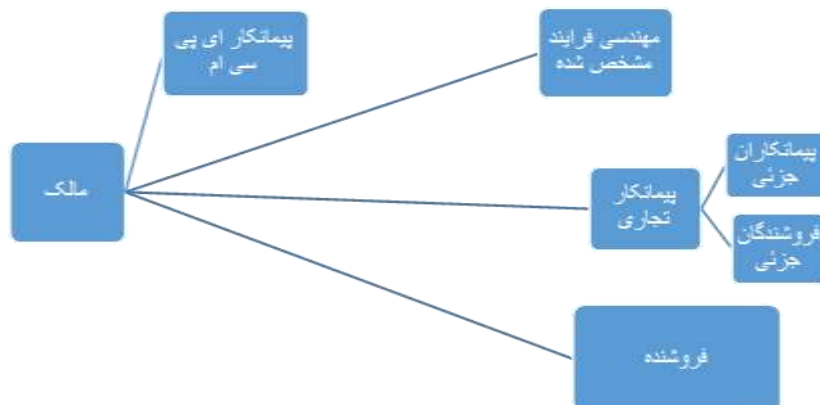 پیمانکار ای پی
سی ام
مهندسی فرایند
مشخص شده
مالک
پیمانکار
تجاری
پیمانکاران
جزئی
فروشندگان
جزئی
فروشنده